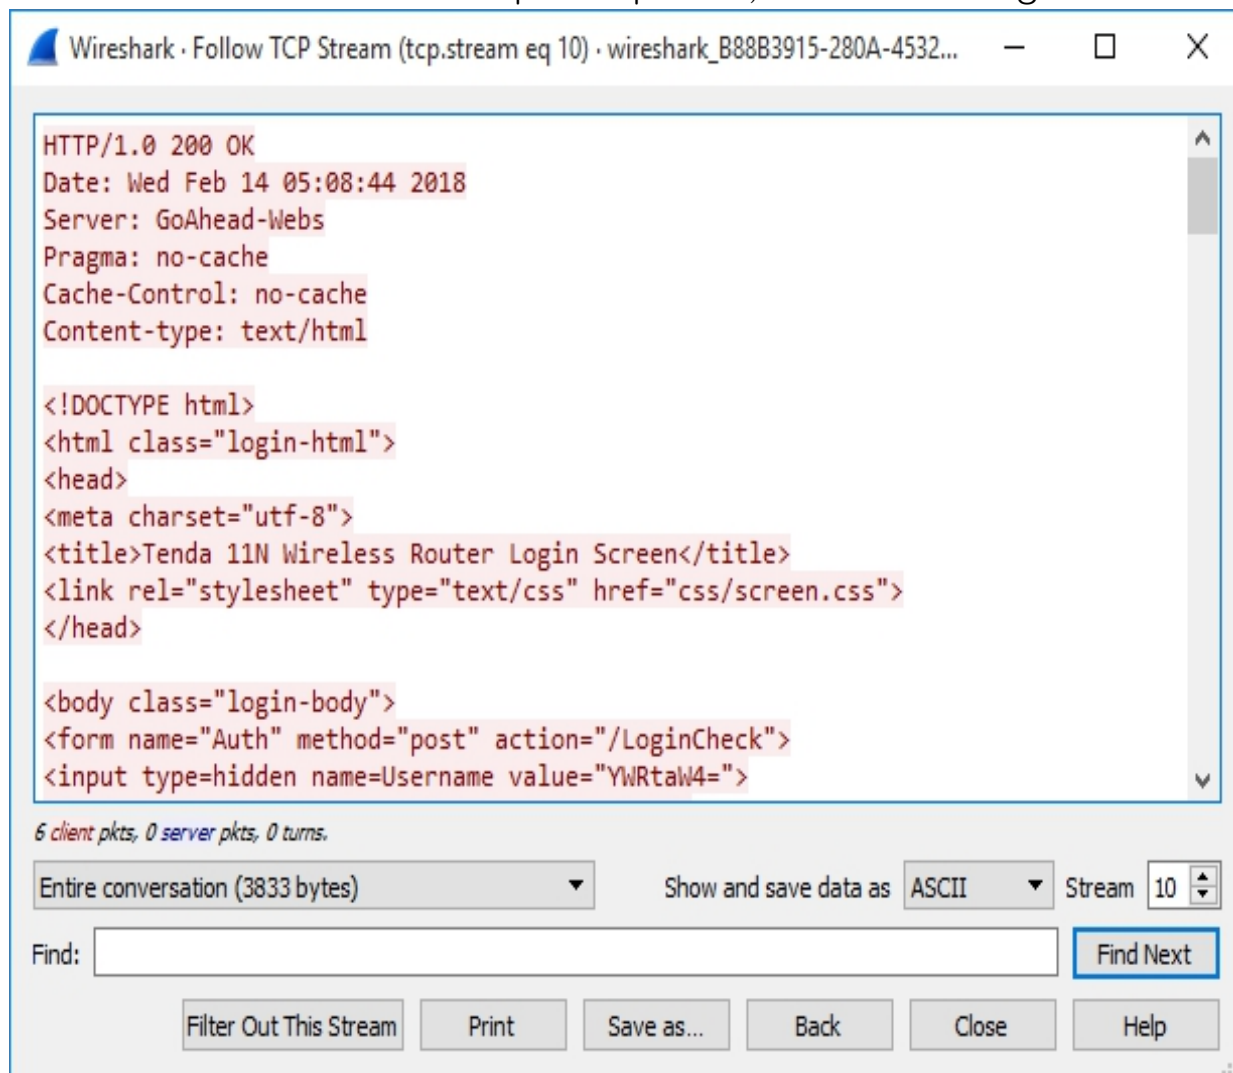 Wireshark · Follow TCP Stream (tcp.stream eq 10) · wireshark_B88B3915-280A-4532...
HTTP/1.0 200 OK
Date: Wed Feb 14 05:08:44 2018
Server: GoAhead-Webs
Pragma: no-cache
Cache-Control: no-cache
Content-type: text/html
<!DOCTYPE html>
<html class="login-html">
<head>
<meta charset="utf-8">
<title>Tenda 11N Wireless Router Login Screen</title>
<link rel="stylesheet" type="text/css" href="css/screen.css">
</head>
<body class="login-body">
<form name="Auth" method="post" action="/LoginCheck">
<input type=hidden name=Username value="YWRtaW4=">
6 client pkts, 0 server pkts, 0 turns.
Entire conversation (3833 bytes) Show and save data as ASCII Stream 10
Find: Find Next
Filter Out This Stream Print Save as... Back Close Help